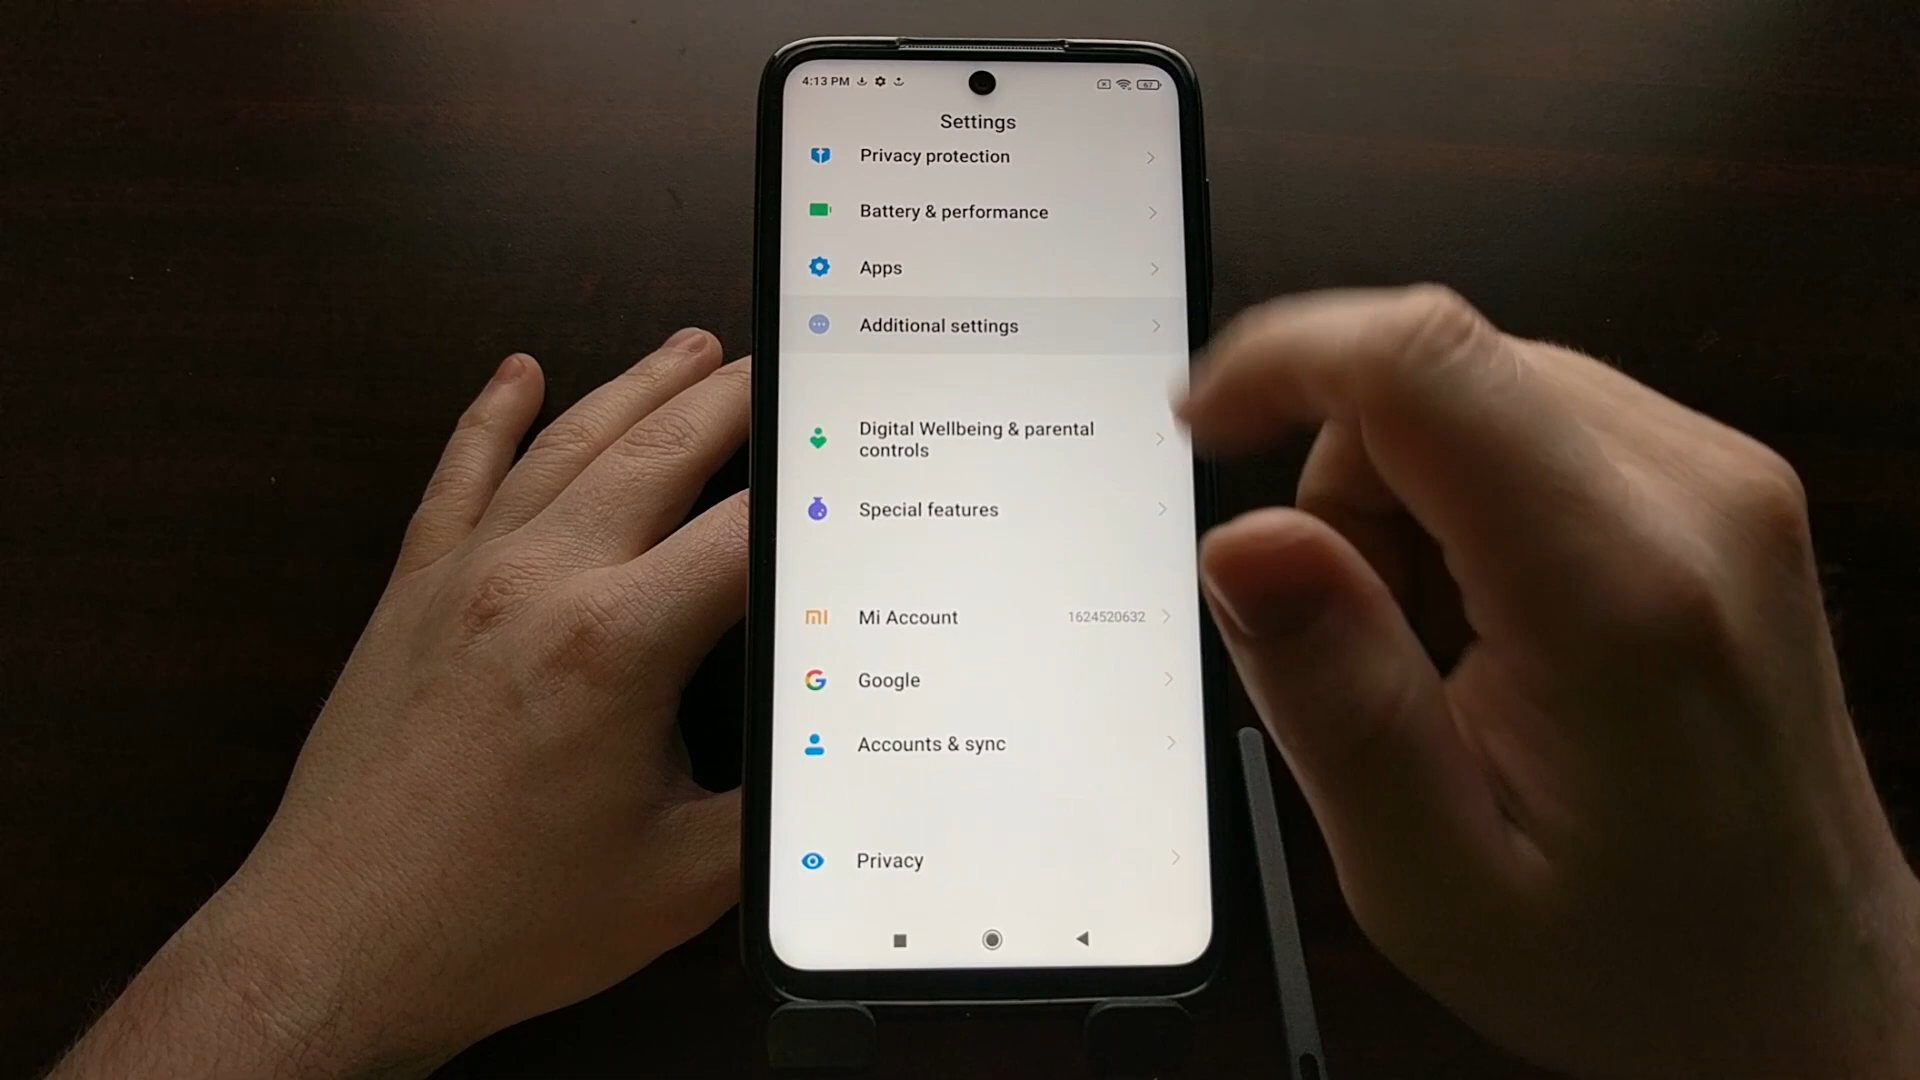 4:13 PM
67
Settings
Privacy protection
Battery & performance
Apps
Additional settings
Digital Wellbeing & parental
controls
Special features
Mi Account 1624520632
Google
Accounts & sync
Privacy